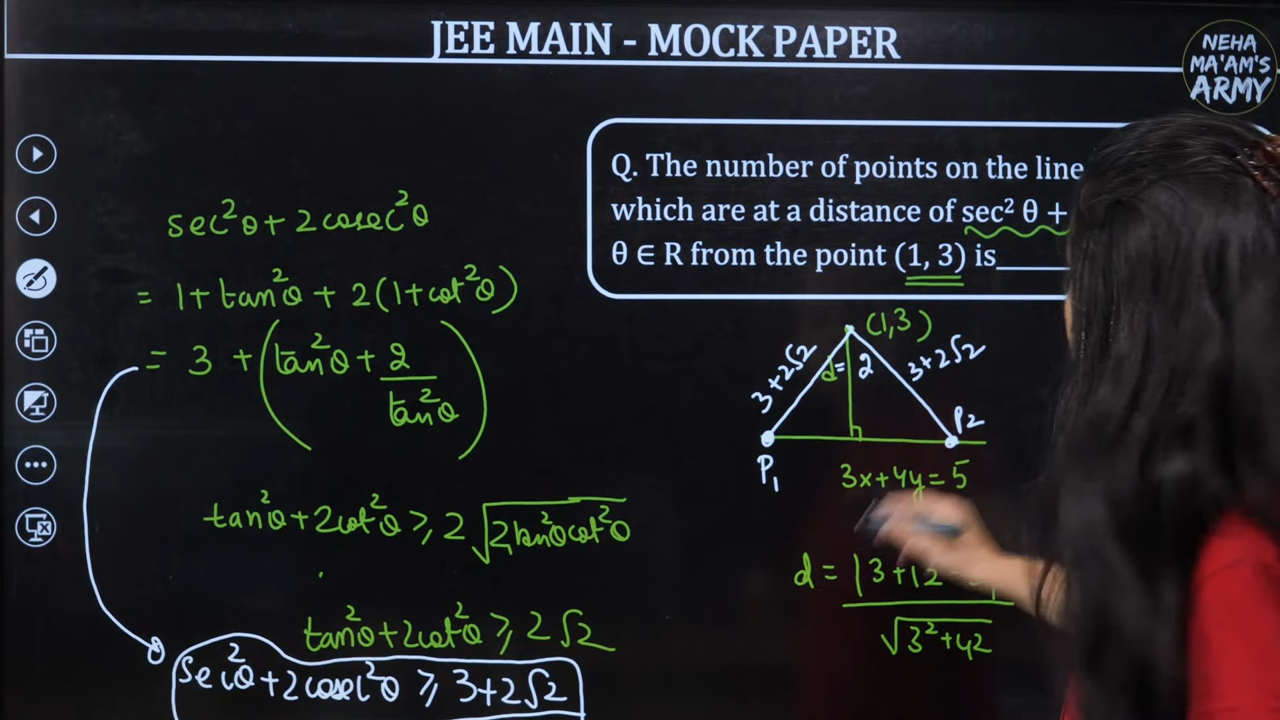 JEE MAIN - MOCK PAPER
NEHA
MA'AM'S
ARMY
Q. The number of points on the line
which are at a distance of sec² θ +
θ ∈ R from the point (1, 3) is_____
sec²θ + 2cosec²θ
= 1 + tan²θ + 2(1+cot²θ)
= 3 + (tan²θ + 2/tan²θ)
tan²θ + 2cot²θ ⩾ 2√2tan²θcot²θ
tan²θ + 2cot²θ ⩾ 2√2
sec²θ + 2cosec²θ ⩾ 3+2√2
(1,3)
3+2√2
d= 2
3+2√2
P₁
P₂
3x+4y=5
d = |3+12
√3²+4²